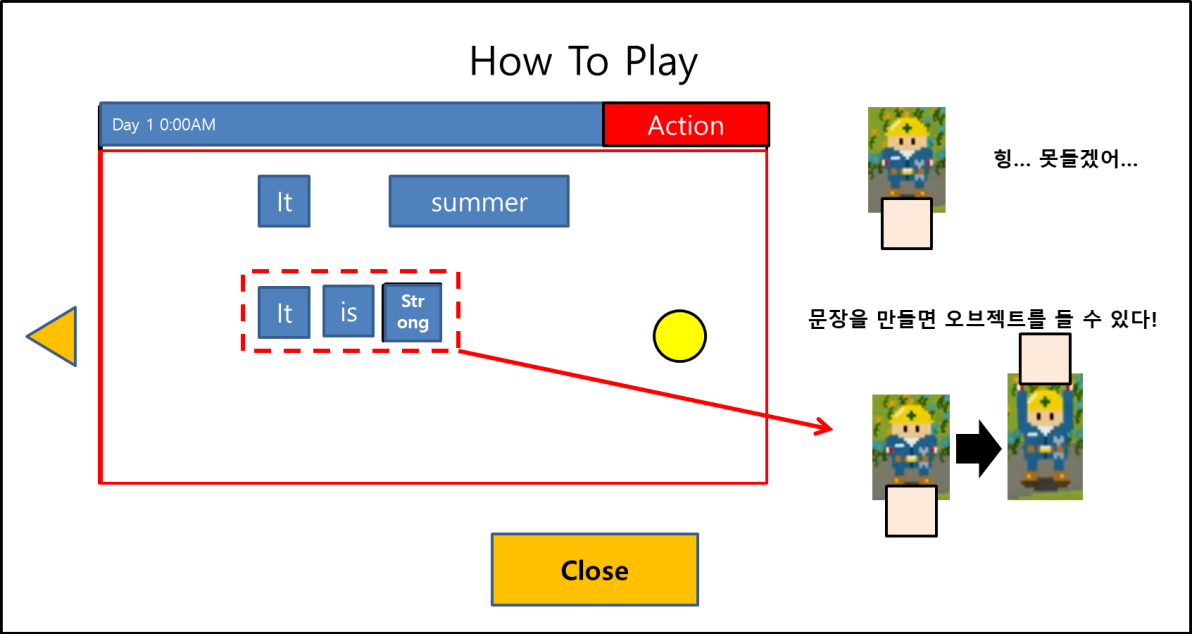 How To Play
Day 1 0:00AM
Action
It
summer
It
is
Str
ong
힝... 못들겠어...
문장을 만들면 오브젝트를 들 수 있다!
Close